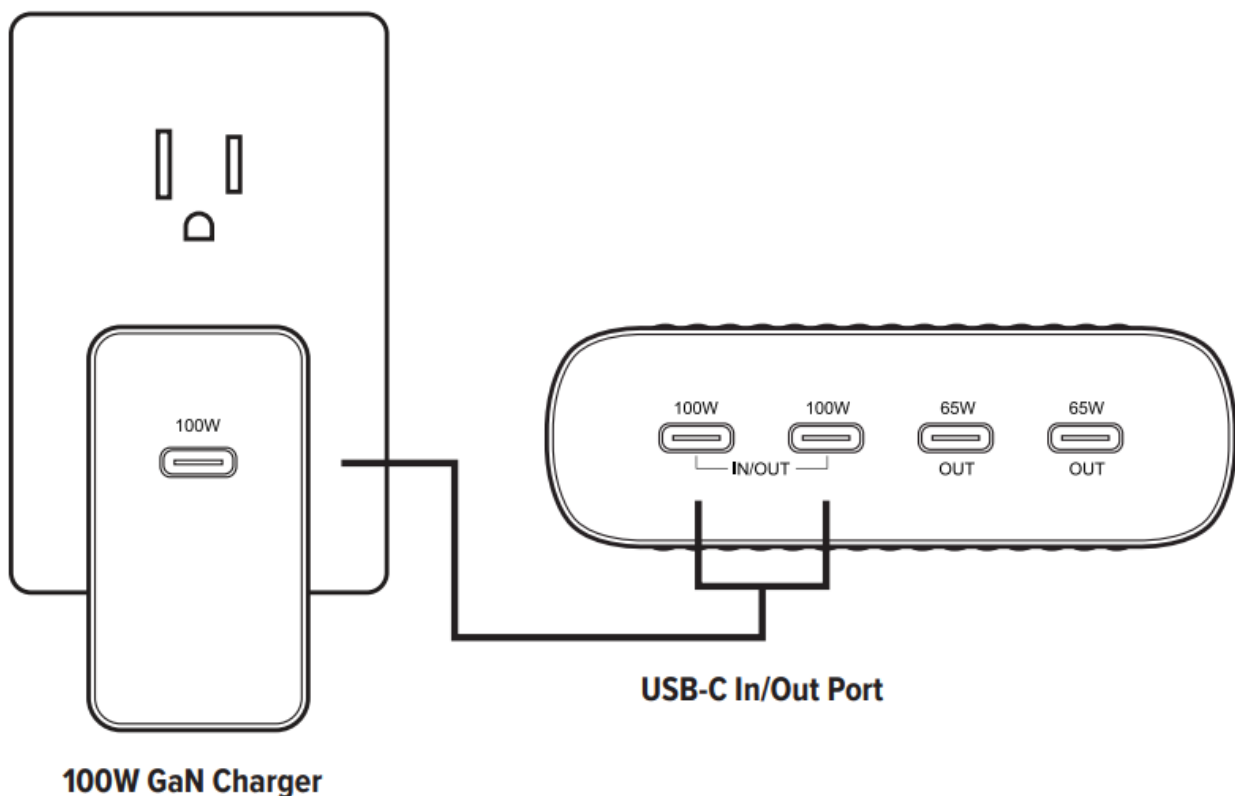 100W
100W 100W 65W 65W
IN/OUT OUT OUT
USB-C In/Out Port
100W GaN Charger